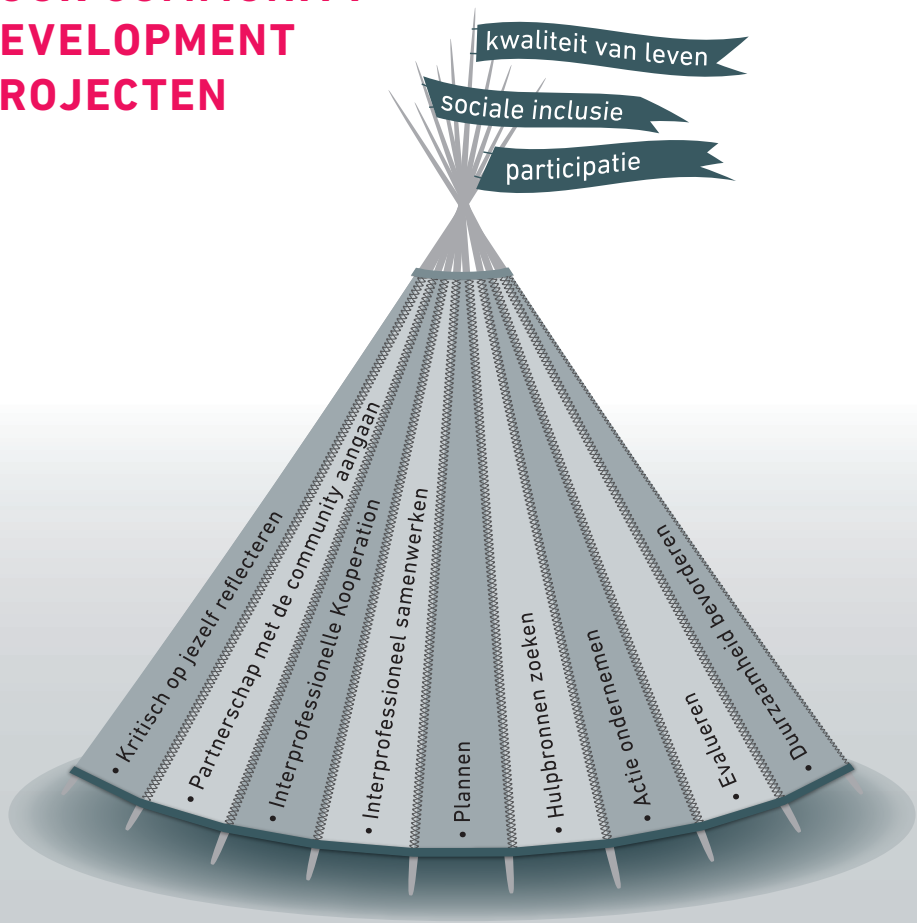 EVELOPMENT
ROJECTEN
kwaliteit van leven
sociale inclusie
participatie
• Kritisch op jezelf reflecteren
• Partnerschap met de community aangaan
• Interprofessionelle Kooperation
• Interprofessioneel samenwerken
• Plannen
• Hulpbronnen zoeken
• Actie ondernemen
• Evalueren
• Duurzaamheid bevorderen